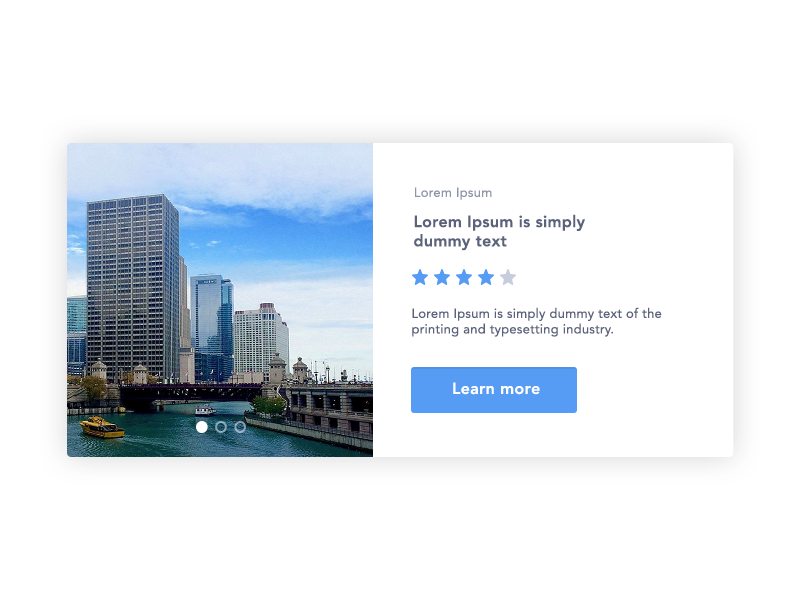 Lorem Ipsum
Lorem Ipsum is simply
dummy text
Lorem Ipsum is simply dummy text of the
printing and typesetting industry.
Learn more